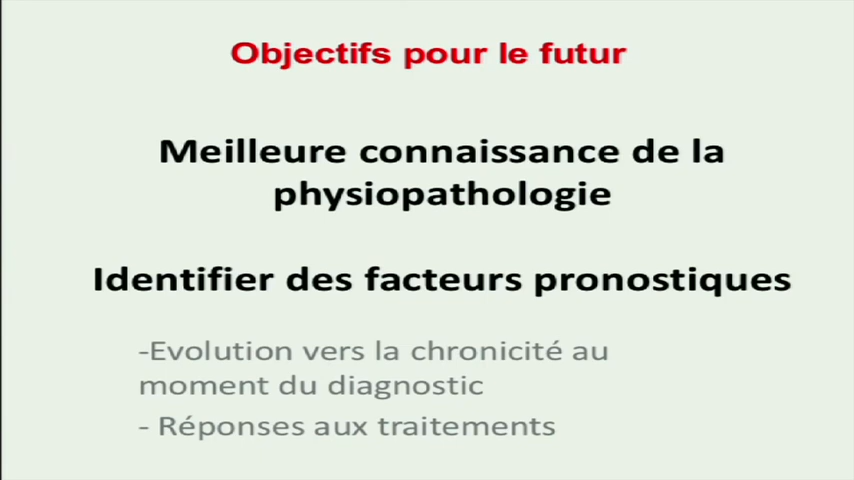 Objectifs pour le futur
Meilleure connaissance de la
physiopathologie
Identifier des facteurs pronostiques
-Evolution vers la chronicité au
moment du diagnostic
- Réponses aux traitements